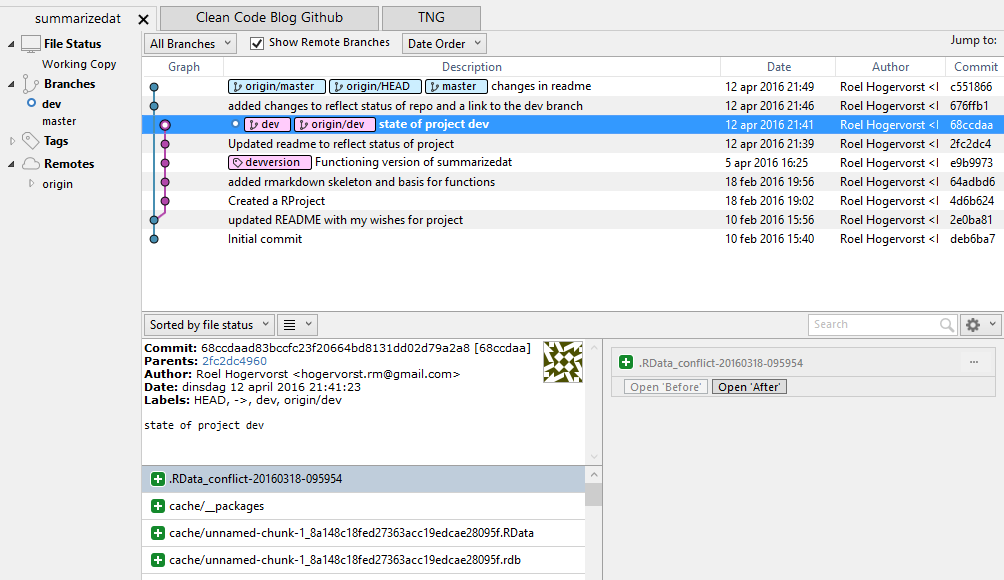 summarizedat
Clean Code Blog Github
TNG
File Status
Working Copy
Branches
dev
master
Tags
Remotes
origin
All Branches
Show Remote Branches
Date Order
Jump to:
Graph Description Date Author Commit
origin/master origin/HEAD master changes in readme 12 apr 2016 21:49 Roel Hogervorst <l c551866
added changes to reflect status of repo and a link to the dev branch 12 apr 2016 21:46 Roel Hogervorst <l 676ffb1
dev origin/dev state of project dev 12 apr 2016 21:41 Roel Hogervorst <l 68ccdaa
Updated readme to reflect status of project 12 apr 2016 21:39 Roel Hogervorst <l 2fc2dc4
devversion Functioning version of summarizedat 5 apr 2016 16:25 Roel Hogervorst <l e9b9973
added rmarkdown skeleton and basis for functions 18 feb 2016 19:56 Roel Hogervorst <l 64adbd6
Created a RProject 18 feb 2016 19:02 Roel Hogervorst <l 4d6b624
updated README with my wishes for project 10 feb 2016 15:56 Roel Hogervorst <l 2e0ba81
Initial commit 10 feb 2016 15:40 Roel Hogervorst <l deb6ba7
Sorted by file status
Search
Commit: 68ccdaad83bccfc23f20664bd8131dd02d79a2a8 [68ccdaa]
Parents: 2fc2dc4960
Author: Roel Hogervorst <hogervorst.rm@gmail.com>
Date: dinsdag 12 april 2016 21:41:23
Labels: HEAD, ->, dev, origin/dev
state of project dev
.RData_conflict-20160318-095954
cache/__packages
cache/unnamed-chunk-1_8a148c18fed27363acc19edcae28095f.RData
cache/unnamed-chunk-1_8a148c18fed27363acc19edcae28095f.rdb
.RData_conflict-20160318-095954
Open 'Before' Open 'After'